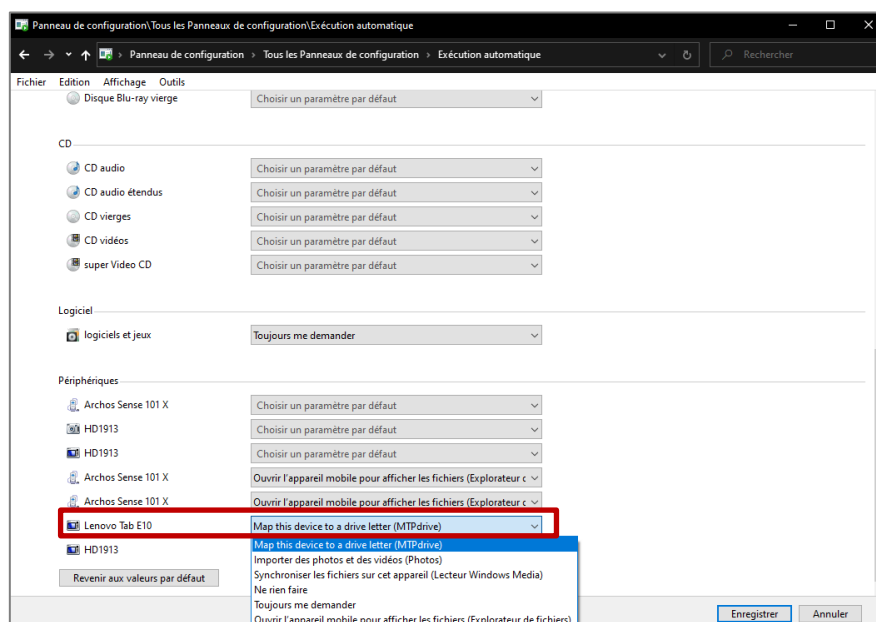 Panneau de configuration\Tous les Panneaux de configuration\Exécution automatique
Panneau de configuration > Tous les Panneaux de configuration > Exécution automatique
Rechercher
Fichier Edition Affichage Outils
Disque Blu-ray vierge Choisir un paramètre par défaut
CD
CD audio Choisir un paramètre par défaut
CD audio étendus Choisir un paramètre par défaut
CD vierges Choisir un paramètre par défaut
CD vidéos Choisir un paramètre par défaut
super Video CD Choisir un paramètre par défaut
Logiciel
logiciels et jeux Toujours me demander
Périphériques
Archos Sense 101 X Choisir un paramètre par défaut
HD1913 Choisir un paramètre par défaut
HD1913 Choisir un paramètre par défaut
Archos Sense 101 X Ouvrir l'appareil mobile pour afficher les fichiers (Explorateur c
Archos Sense 101 X Ouvrir l'appareil mobile pour afficher les fichiers (Explorateur c
Lenovo Tab E10 Map this device to a drive letter (MTPdrive)
HD1913 Map this device to a drive letter (MTPdrive)
Importer des photos et des vidéos (Photos)
Revenir aux valeurs par défaut Synchroniser les fichiers sur cet appareil (Lecteur Windows Media)
Ne rien faire
Toujours me demander
Ouvrir l'appareil mobile pour afficher les fichiers (Explorateur de fichiers)
Enregistrer Annuler